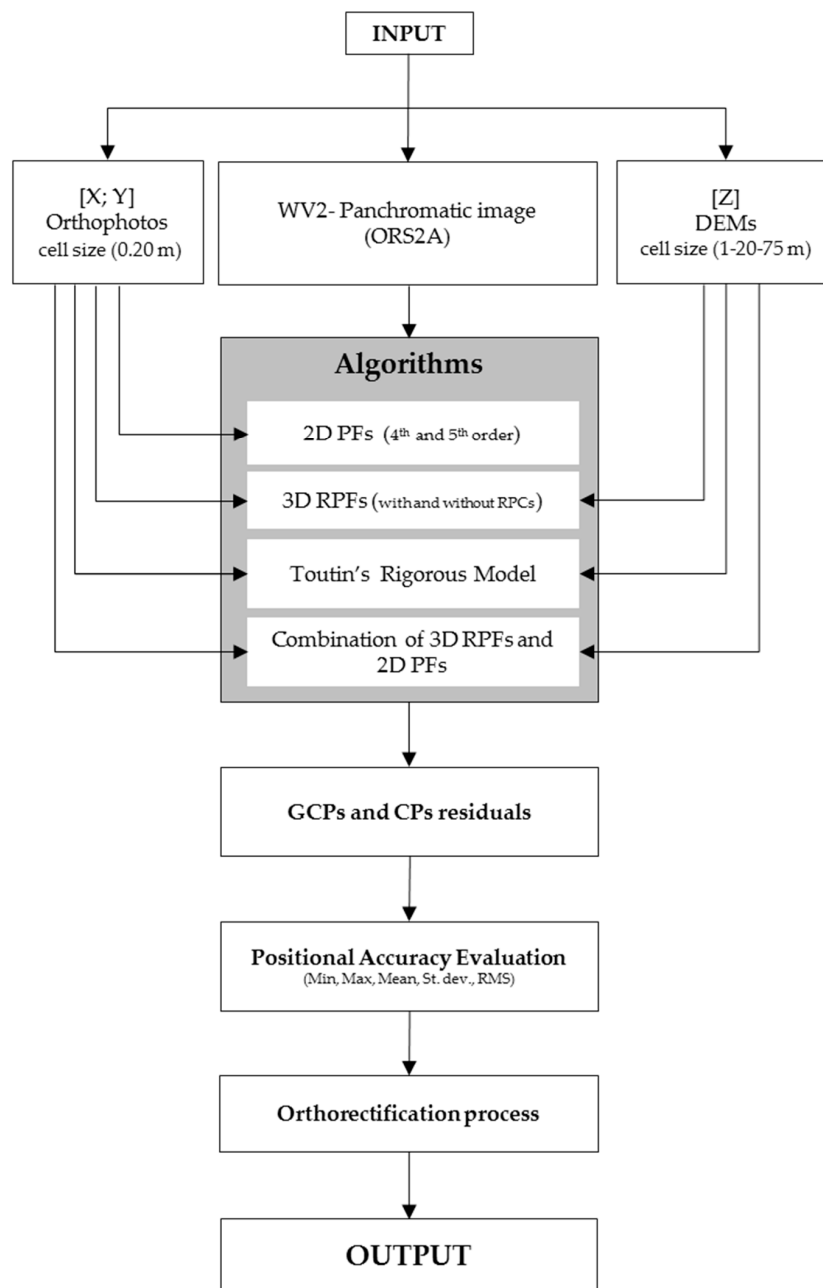 INPUT
[X; Y]
Orthophotos
cell size (0.20 m)
WV2- Panchromatic image
(ORS2A)
[Z]
DEMs
cell size (1-20-75 m)
Algorithms
2D PFs (4th and 5th order)
3D RPFs (with and without RPCs)
Toutin's Rigorous Model
Combination of 3D RPFs and
2D PFs
GCPs and CPs residuals
Positional Accuracy Evaluation
(Min, Max, Mean, St. dev., RMS)
Orthorectification process
OUTPUT